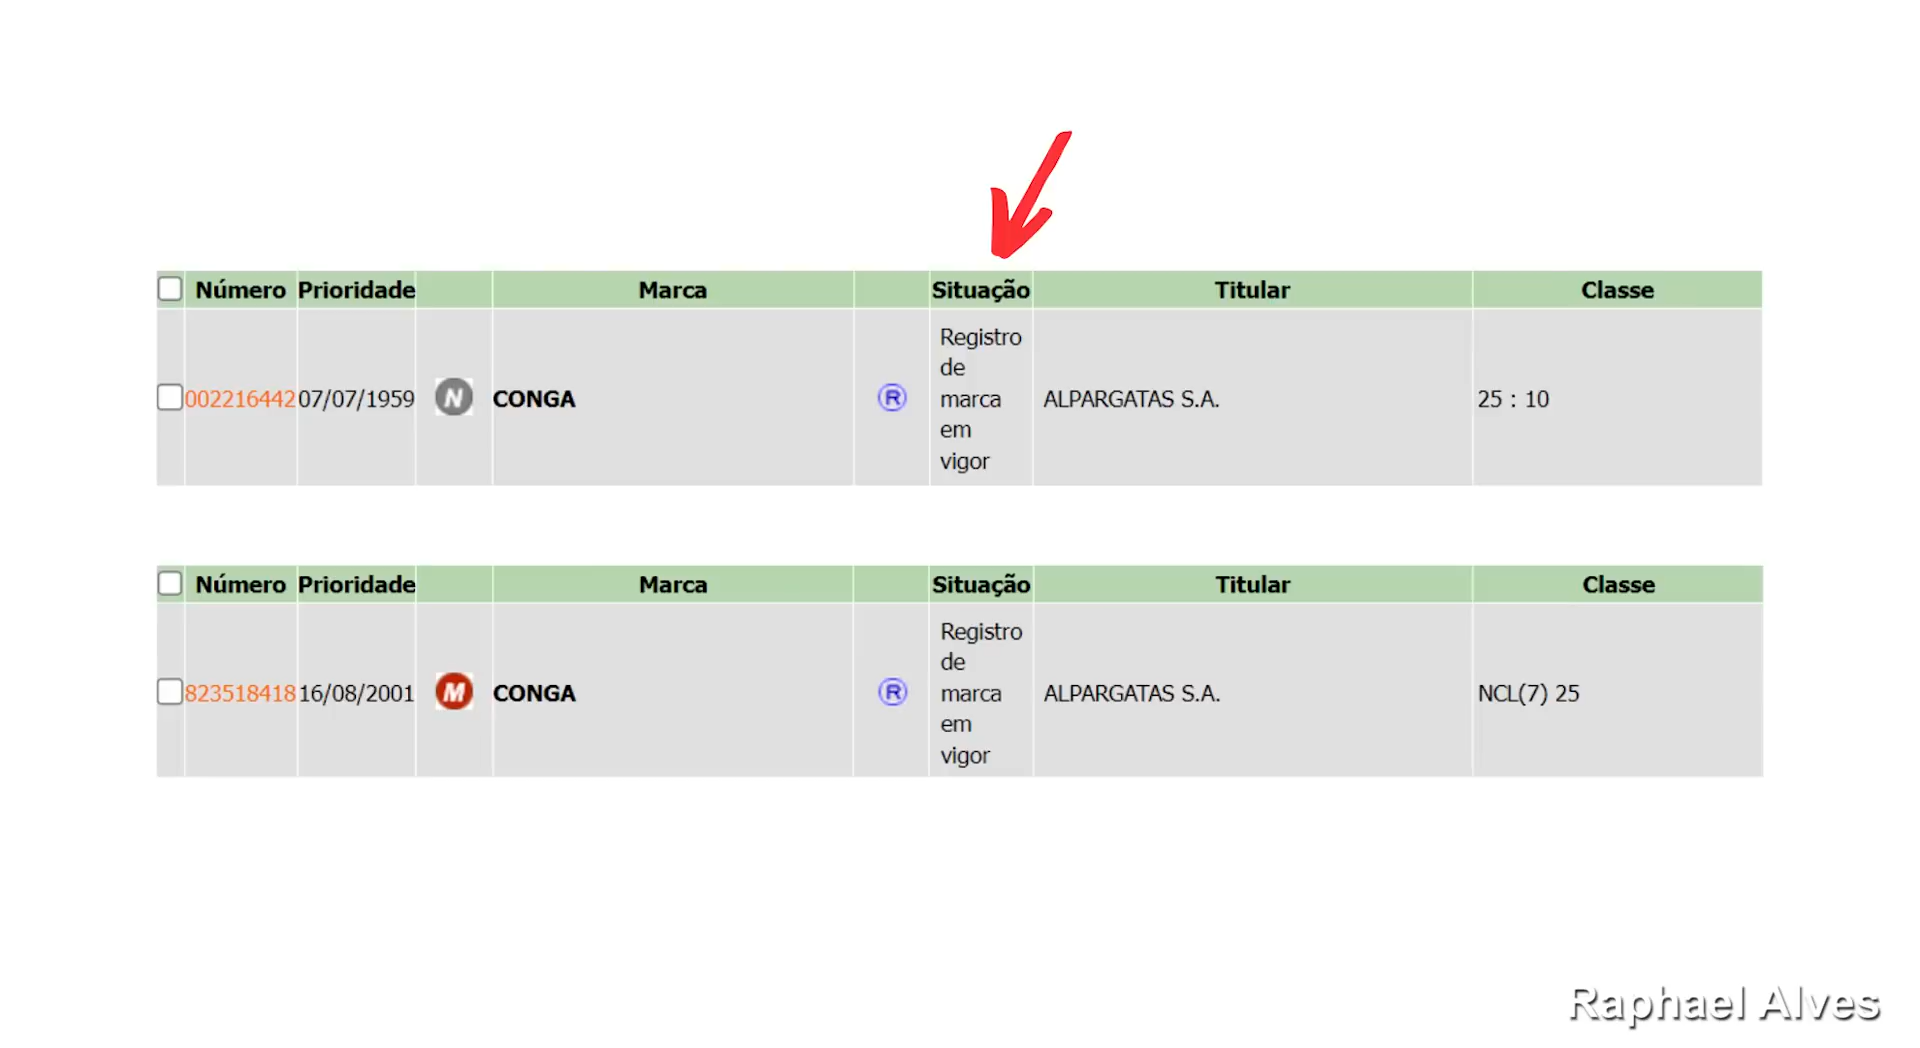 Número Prioridade Marca Situação Titular Classe
002216442 07/07/1959 N CONGA ® Registro de marca em vigor ALPARGATAS S.A. 25 : 10
Número Prioridade Marca Situação Titular Classe
823518418 16/08/2001 M CONGA ® Registro de marca em vigor ALPARGATAS S.A. NCL(7) 25
Raphael Alves